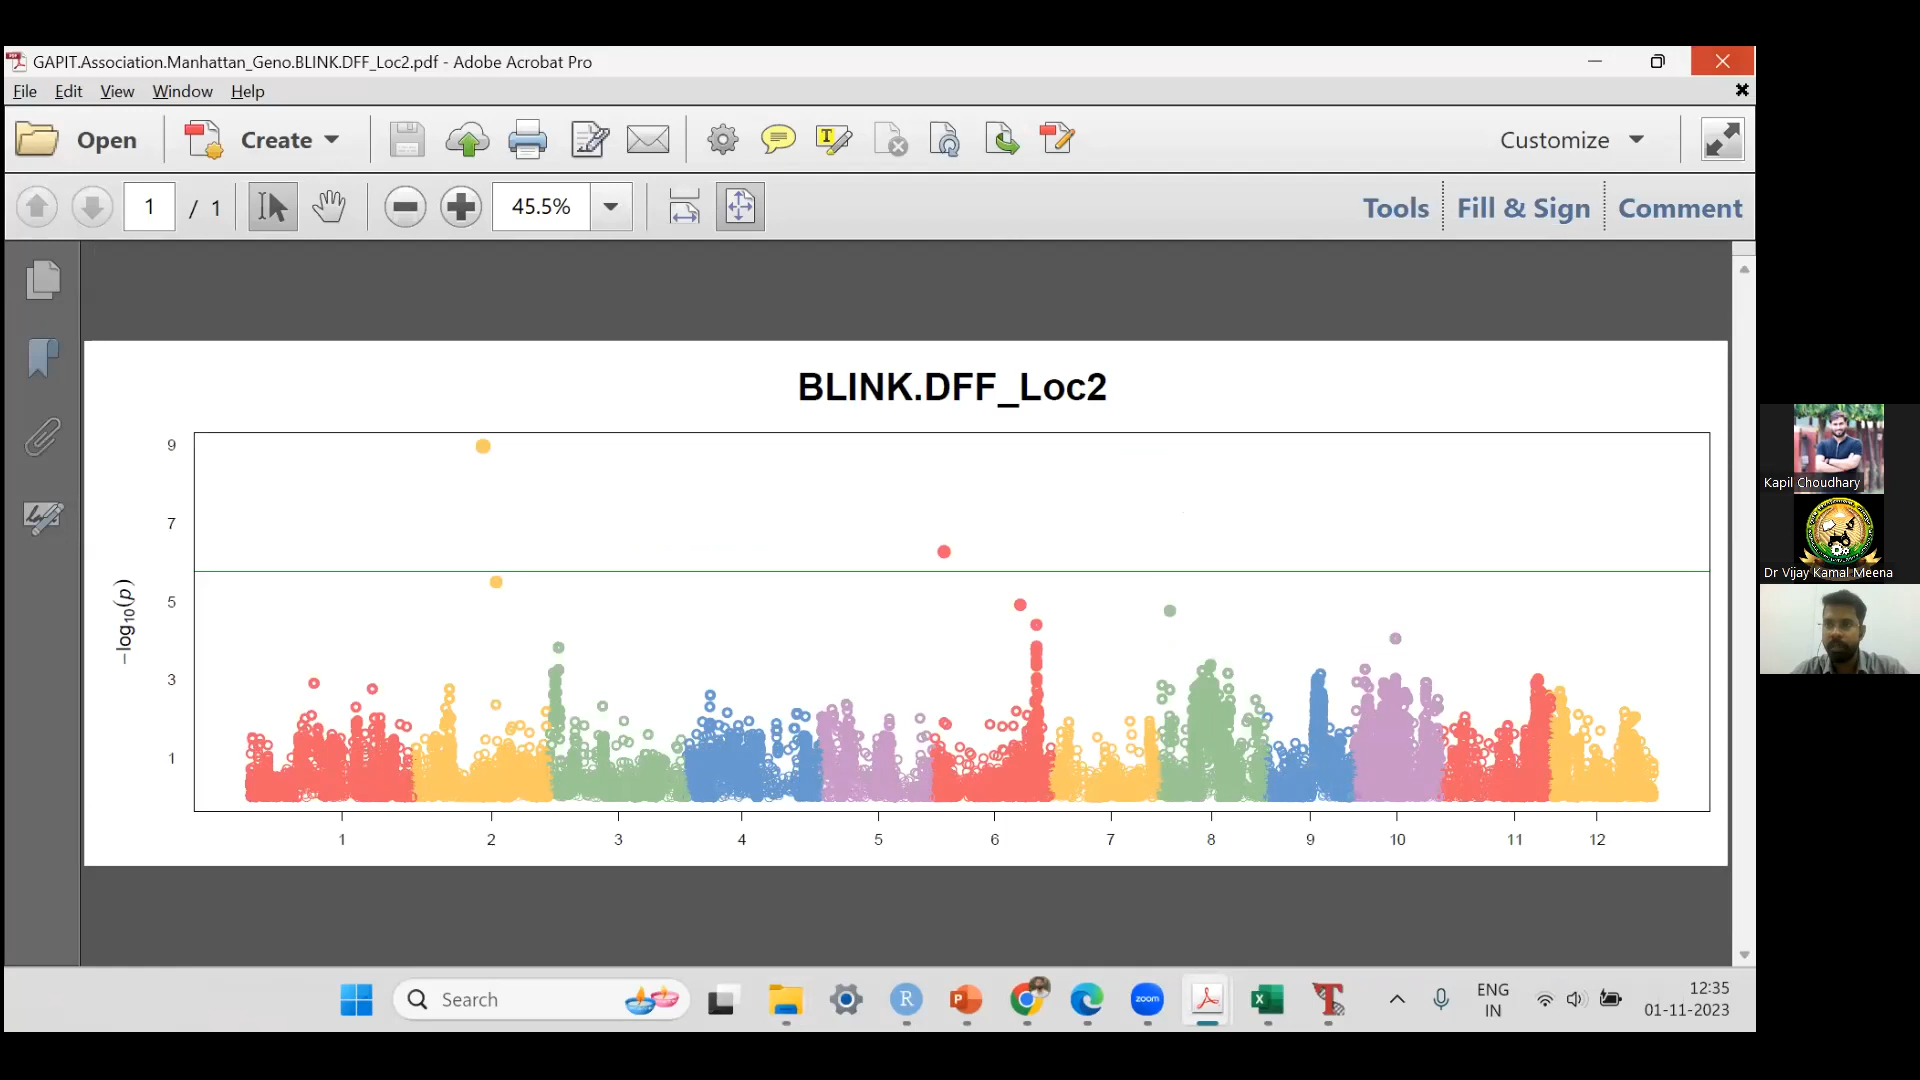 GAPIT.Association.Manhattan_Geno.BLINK.DFF_Loc2.pdf - Adobe Acrobat Pro
File Edit View Window Help
Open Create Customize
1 / 1 45.5% Tools Fill & Sign Comment
BLINK.DFF_Loc2
9
7
5
3
1
−log10(p)
1 2 3 4 5 6 7 8 9 10 11 12
Kapil Choudhary
Dr Vijay Kamal Meena
Search
R
P
zoom
X
T
ENG
IN
12:35
01-11-2023